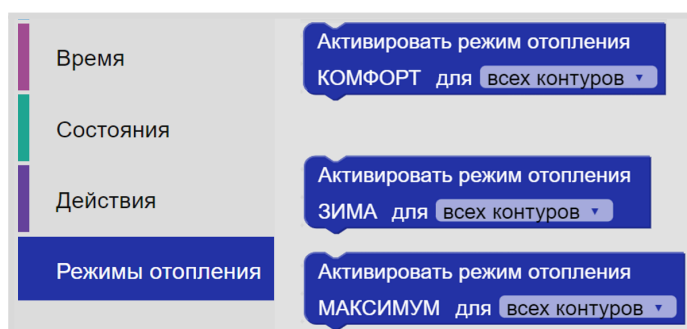 Время
Состояния
Действия
Режимы отопления
Активировать режим отопления
КОМФОРТ для всех контуров
Активировать режим отопления
ЗИМА для всех контуров
Активировать режим отопления
МАКСИМУМ для всех контуров